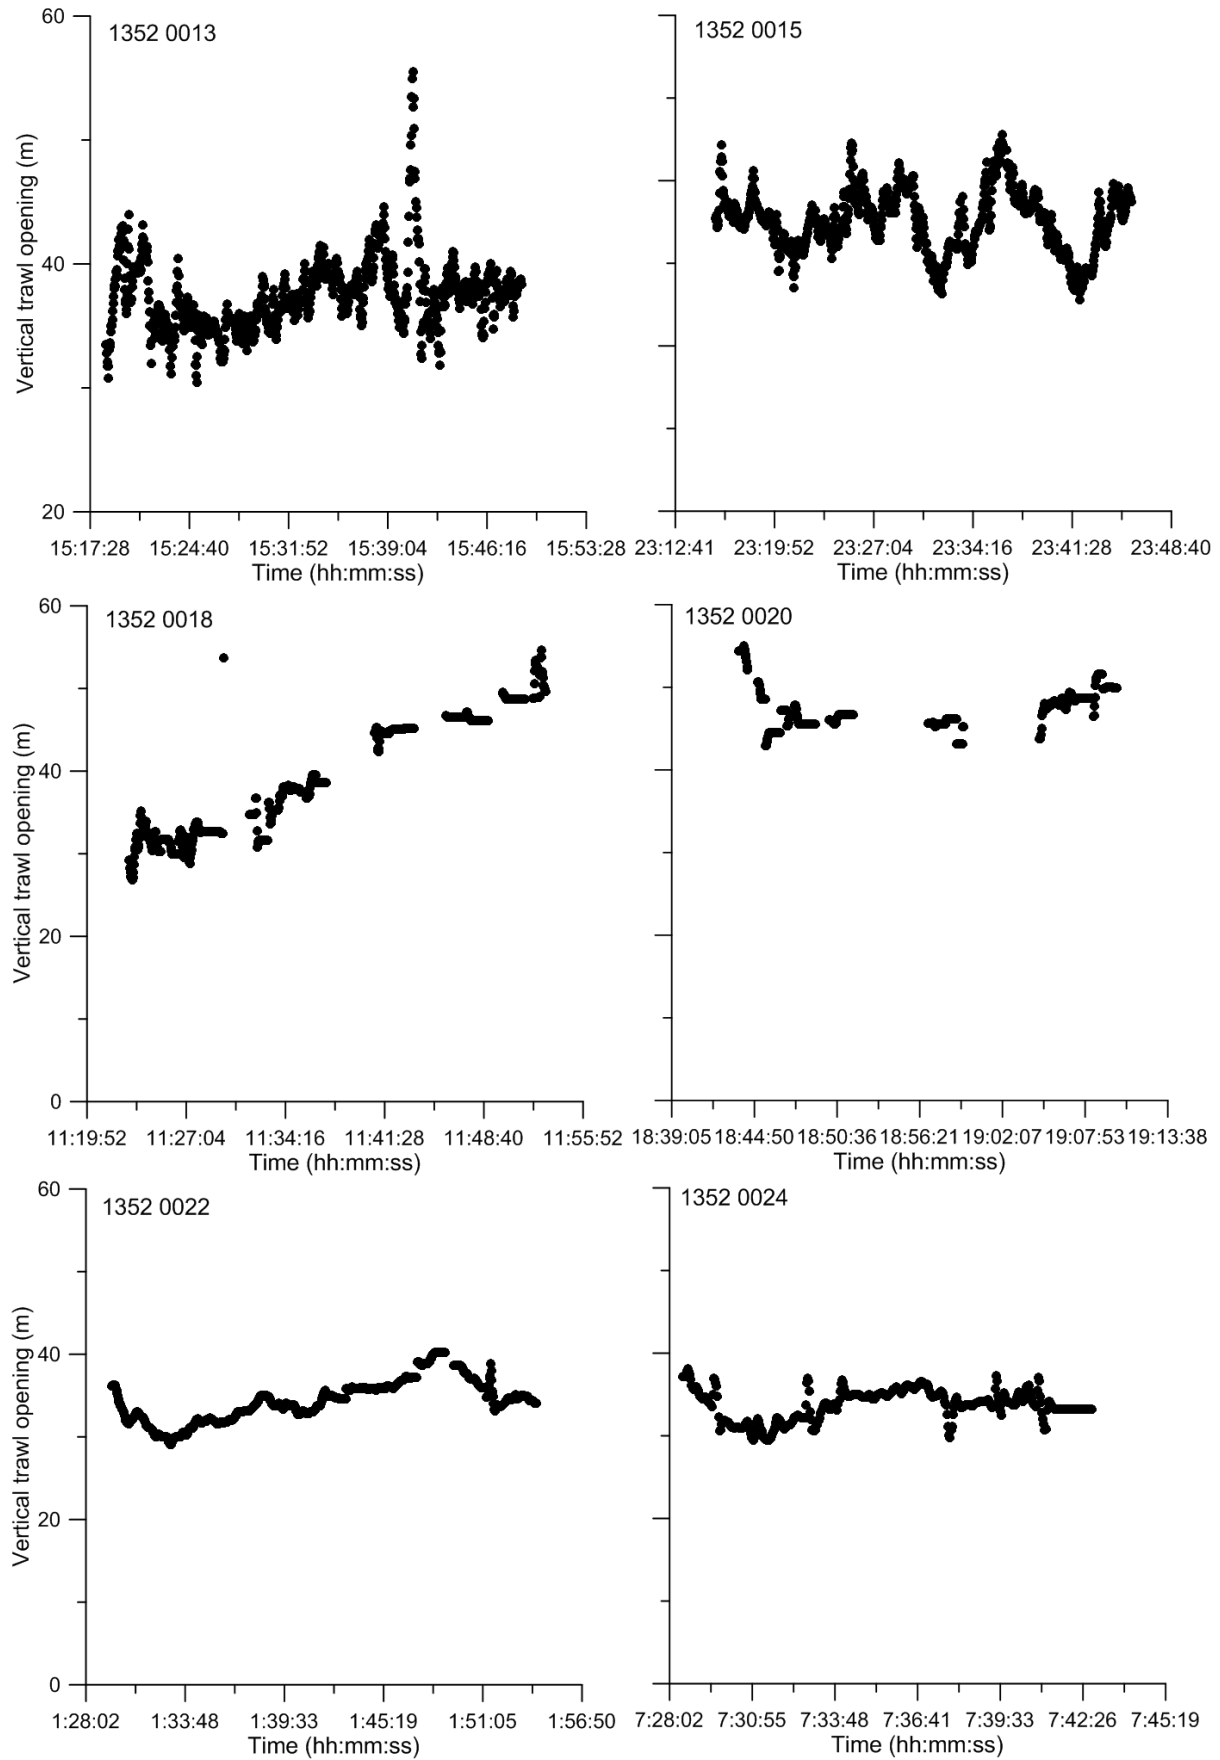 60
1352 0013
1352 0015
Vertical trawl opening (m)
40
20
15:17:28 15:24:40 15:31:52 15:39:04 15:46:16 15:53:28
23:12:41 23:19:52 23:27:04 23:34:16 23:41:28 23:48:40
Time (hh:mm:ss)
Time (hh:mm:ss)
60
1352 0018
1352 0020
Vertical trawl opening (m)
40
20
0
11:19:52 11:27:04 11:34:16 11:41:28 11:48:40 11:55:52
18:39:05 18:44:50 18:50:36 18:56:21 19:02:07 19:07:53 19:13:38
Time (hh:mm:ss)
Time (hh:mm:ss)
60
1352 0022
1352 0024
Vertical trawl opening (m)
40
20
0
1:28:02 1:33:48 1:39:33 1:45:19 1:51:05 1:56:50
7:28:02 7:30:55 7:33:48 7:36:41 7:39:33 7:42:26 7:45:19
Time (hh:mm:ss)
Time (hh:mm:ss)